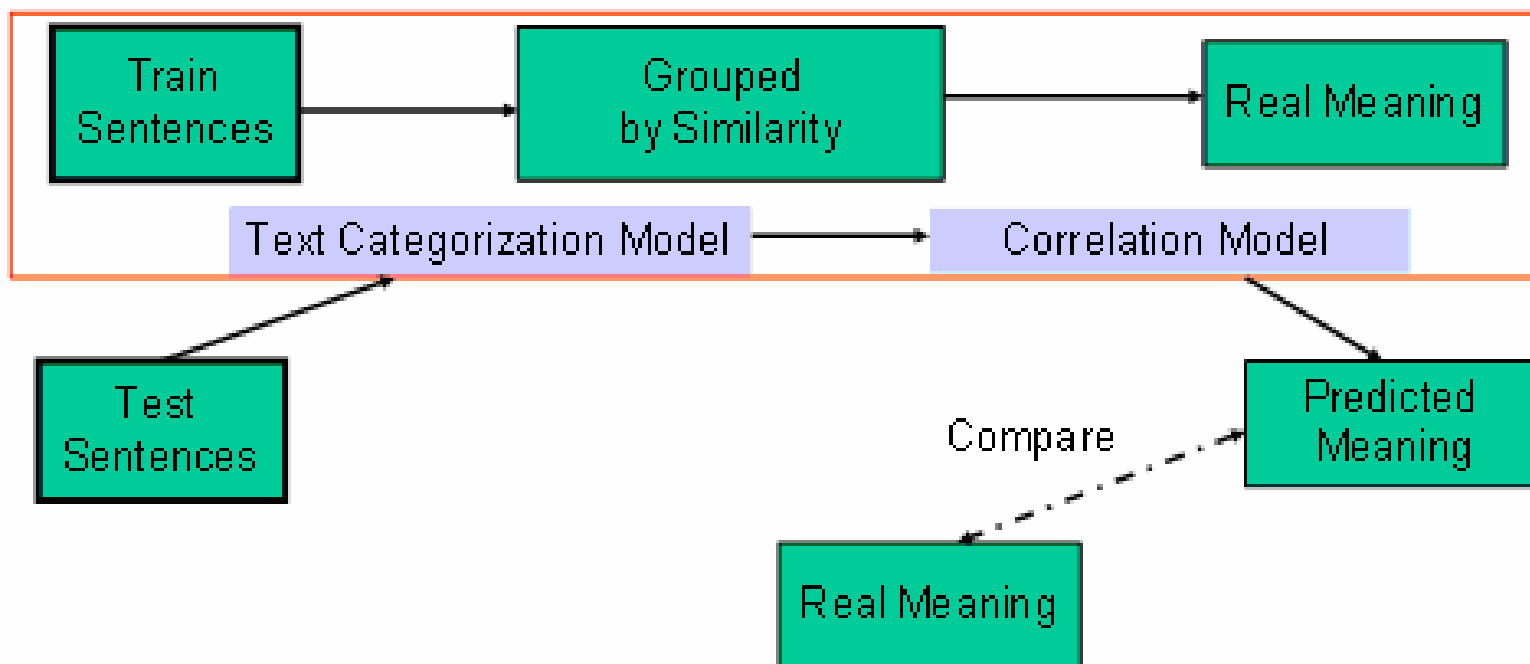 Train
Sentences
Grouped
by Similarity
Real Meaning
Text Categorization Model
Correlation Model
Test
Sentences
Compare
Predicted
Meaning
Real Meaning